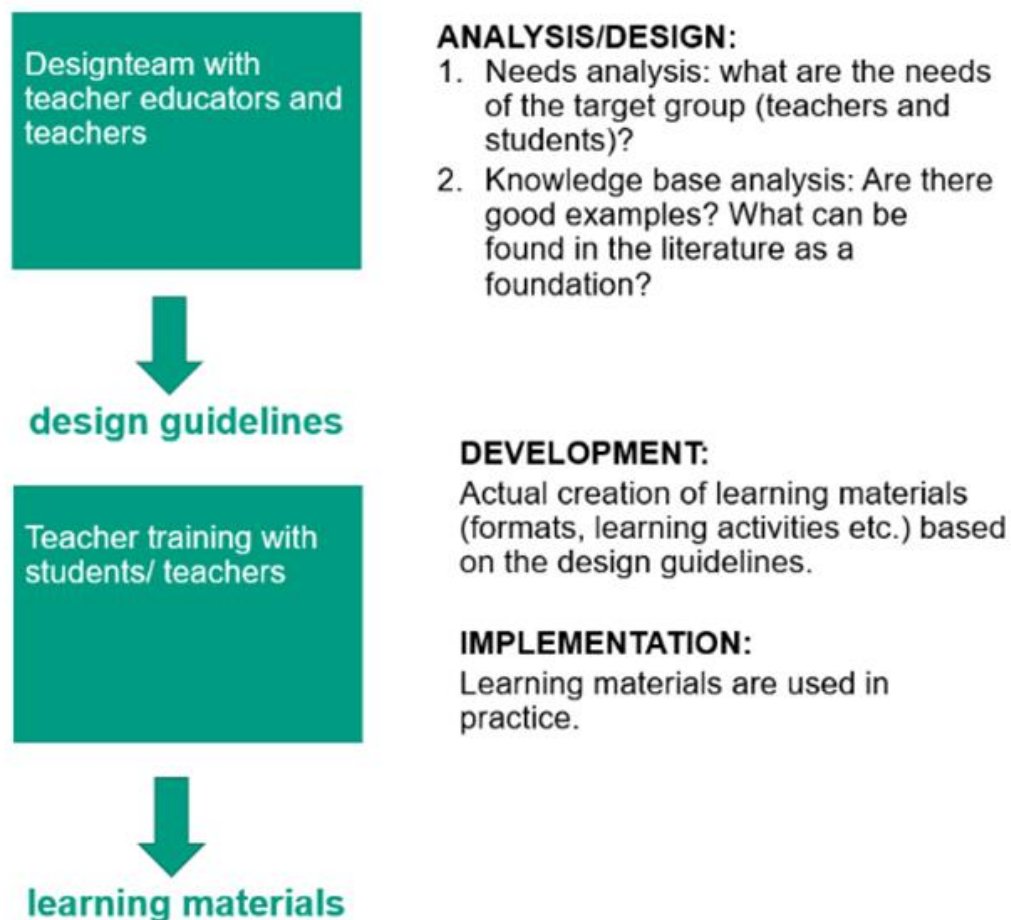 Designteam with
teacher educators and
teachers
ANALYSIS/DESIGN:
1. Needs analysis: what are the needs
of the target group (teachers and
students)?
2. Knowledge base analysis: Are there
good examples? What can be
found in the literature as a
foundation?
design guidelines
Teacher training with
students/ teachers
DEVELOPMENT:
Actual creation of learning materials
(formats, learning activities etc.) based
on the design guidelines.
IMPLEMENTATION:
Learning materials are used in
practice.
learning materials